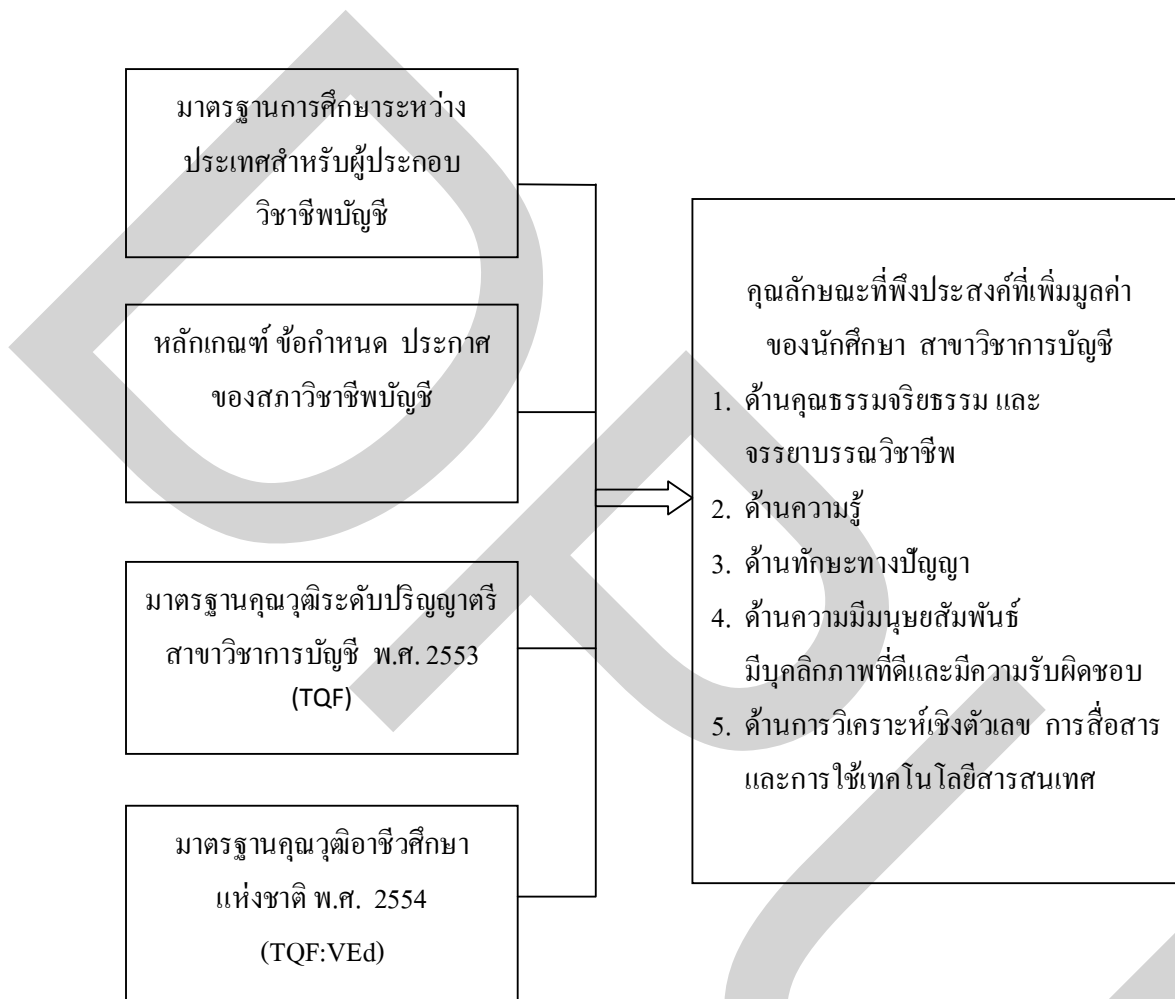 มาตรฐานการศึกษาระหว่าง
ประเทศสำหรับผู้ประกอบ
วิชาชีพบัญชี
หลักเกณฑ์ ข้อกำหนด ประกาศ
ของสภาวิชาชีพบัญชี
มาตรฐานคุณวุฒิระดับปริญญาตรี
สาขาวิชาการบัญชี พ.ศ. 2553
(TQF)
มาตรฐานคุณวุฒิอาชีวศึกษา
แห่งชาติ พ.ศ. 2554
(TQF:VEd)
คุณลักษณะที่พึงประสงค์ที่เพิ่มมูลค่า
ของนักศึกษา สาขาวิชาการบัญชี
1. ด้านคุณธรรมจริยธรรม และ
จรรยาบรรณวิชาชีพ
2. ด้านความรู้
3. ด้านทักษะทางปัญญา
4. ด้านความมีมนุษยสัมพันธ์
มีบุคลิกภาพที่ดีและมีความรับผิดชอบ
5. ด้านการวิเคราะห์เชิงตัวเลข การสื่อสาร
และการใช้เทคโนโลยีสารสนเทศ